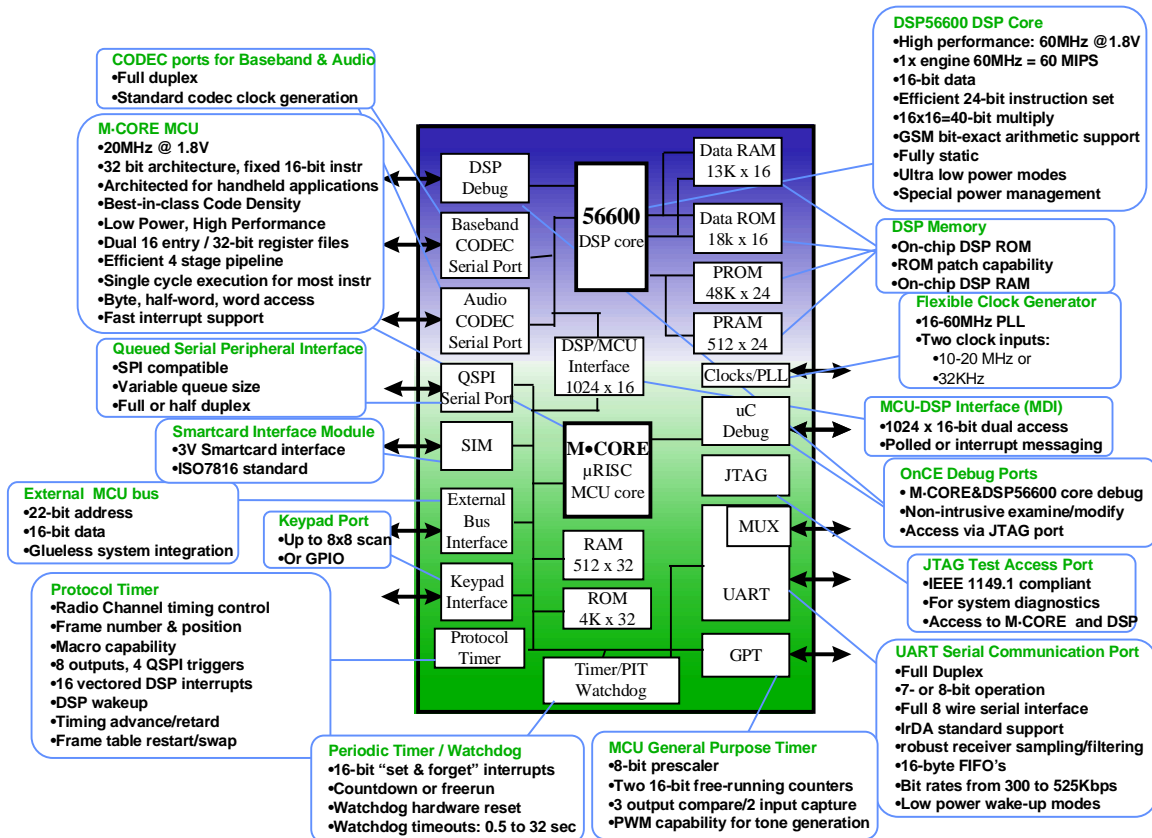 CODEC ports for Baseband & Audio
•Full duplex
•Standard codec clock generation
M·CORE MCU
•20MHz @ 1.8V
•32 bit architecture, fixed 16-bit instr
•Architected for handheld applications
•Best-in-class Code Density
•Low Power, High Performance
•Dual 16 entry / 32-bit register files
•Efficient 4 stage pipeline
•Single cycle execution for most instr
•Byte, half-word, word access
•Fast interrupt support
Queued Serial Peripheral Interface
•SPI compatible
•Variable queue size
•Full or half duplex
Smartcard Interface Module
•3V Smartcard interface
•ISO7816 standard
External MCU bus
•22-bit address
•16-bit data
•Glueless system integration
Keypad Port
•Up to 8x8 scan
•Or GPIO
Protocol Timer
•Radio Channel timing control
•Frame number & position
•Macro capability
•8 outputs, 4 QSPI triggers
•16 vectored DSP interrupts
•DSP wakeup
•Timing advance/retard
•Frame table restart/swap
DSP
Debug
Baseband
CODEC
Serial Port
Audio
CODEC
Serial Port
QSPI
Serial Port
SIM
External
Bus
Interface
Keypad
Interface
Protocol
Timer
56600
DSP core
DSP/MCU
Interface
1024 x 16
M•CORE
µRISC
MCU core
RAM
512 x 32
ROM
4K x 32
Timer/PIT
Watchdog
Data RAM
13K x 16
Data ROM
18k x 16
PROM
48K x 24
PRAM
512 x 24
Clocks/PLL
uC
Debug
JTAG
MUX
UART
GPT
DSP56600 DSP Core
•High performance: 60MHz @1.8V
•1x engine 60MHz = 60 MIPS
•16-bit data
•Efficient 24-bit instruction set
•16x16=40-bit multiply
•GSM bit-exact arithmetic support
•Fully static
•Ultra low power modes
•Special power management
DSP Memory
•On-chip DSP ROM
•ROM patch capability
•On-chip DSP RAM
Flexible Clock Generator
•16-60MHz PLL
•Two clock inputs:
•10-20 MHz or
•32KHz
MCU-DSP Interface (MDI)
•1024 x 16-bit dual access
•Polled or interrupt messaging
OnCE Debug Ports
• M·CORE&DSP56600 core debug
•Non-intrusive examine/modify
•Access via JTAG port
JTAG Test Access Port
•IEEE 1149.1 compliant
•For system diagnostics
•Access to M·CORE and DSP
UART Serial Communication Port
•Full Duplex
•7- or 8-bit operation
•Full 8 wire serial interface
•IrDA standard support
•robust receiver sampling/filtering
•16-byte FIFO's
•Bit rates from 300 to 525Kbps
•Low power wake-up modes
Periodic Timer / Watchdog
•16-bit “set & forget” interrupts
•Countdown or freerun
•Watchdog hardware reset
•Watchdog timeouts: 0.5 to 32 sec
MCU General Purpose Timer
•8-bit prescaler
•Two 16-bit free-running counters
•3 output compare/2 input capture
•PWM capability for tone generation